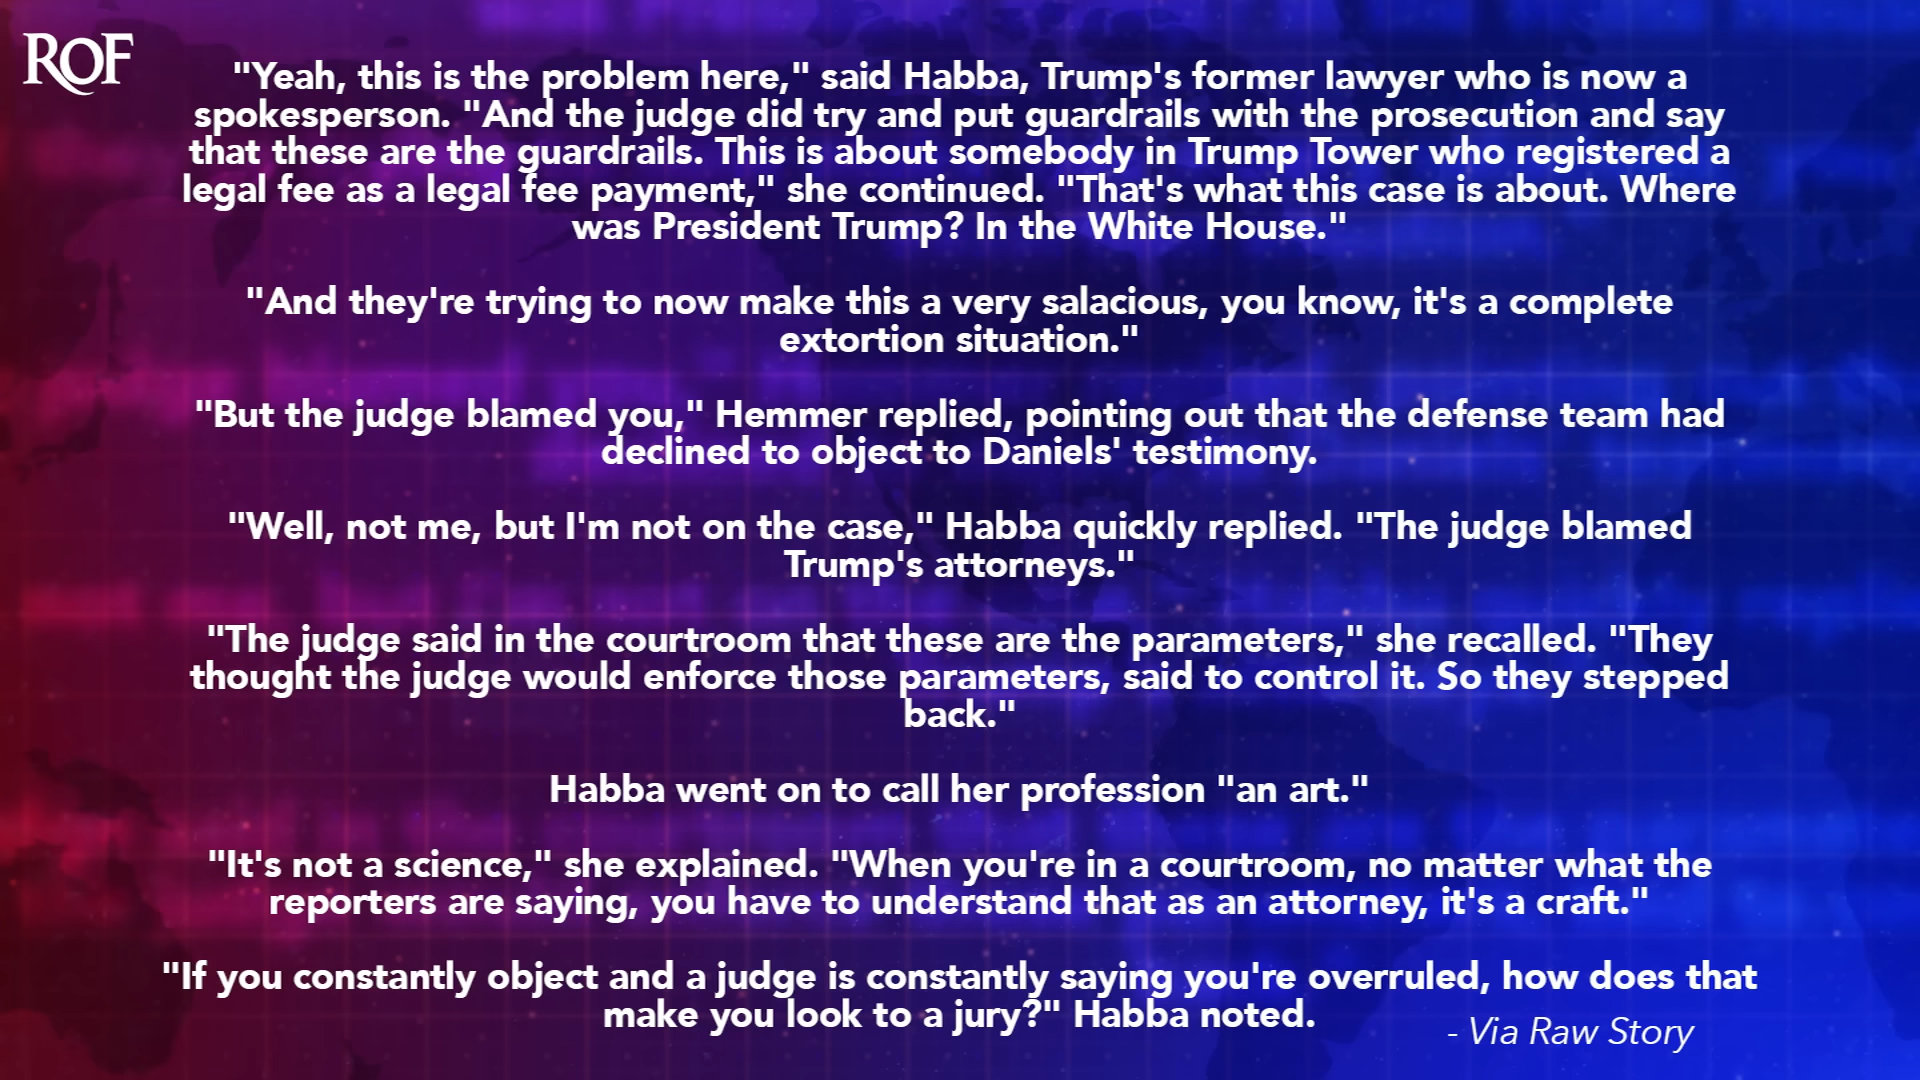 ROF
"Yeah, this is the problem here," said Habba, Trump's former lawyer who is now a
spokesperson. "And the judge did try and put guardrails with the prosecution and say
that these are the guardrails. This is about somebody in Trump Tower who registered a
legal fee as a legal fee payment," she continued. "That's what this case is about. Where
was President Trump? In the White House."
"And they're trying to now make this a very salacious, you know, it's a complete
extortion situation."
"But the judge blamed you," Hemmer replied, pointing out that the defense team had
declined to object to Daniels' testimony.
"Well, not me, but I'm not on the case," Habba quickly replied. "The judge blamed
Trump's attorneys."
"The judge said in the courtroom that these are the parameters," she recalled. "They
thought the judge would enforce those parameters, said to control it. So they stepped
back."
Habba went on to call her profession "an art."
"It's not a science," she explained. "When you're in a courtroom, no matter what the
reporters are saying, you have to understand that as an attorney, it's a craft."
"If you constantly object and a judge is constantly saying you're overruled, how does that
make you look to a jury?" Habba noted.
- Via Raw Story